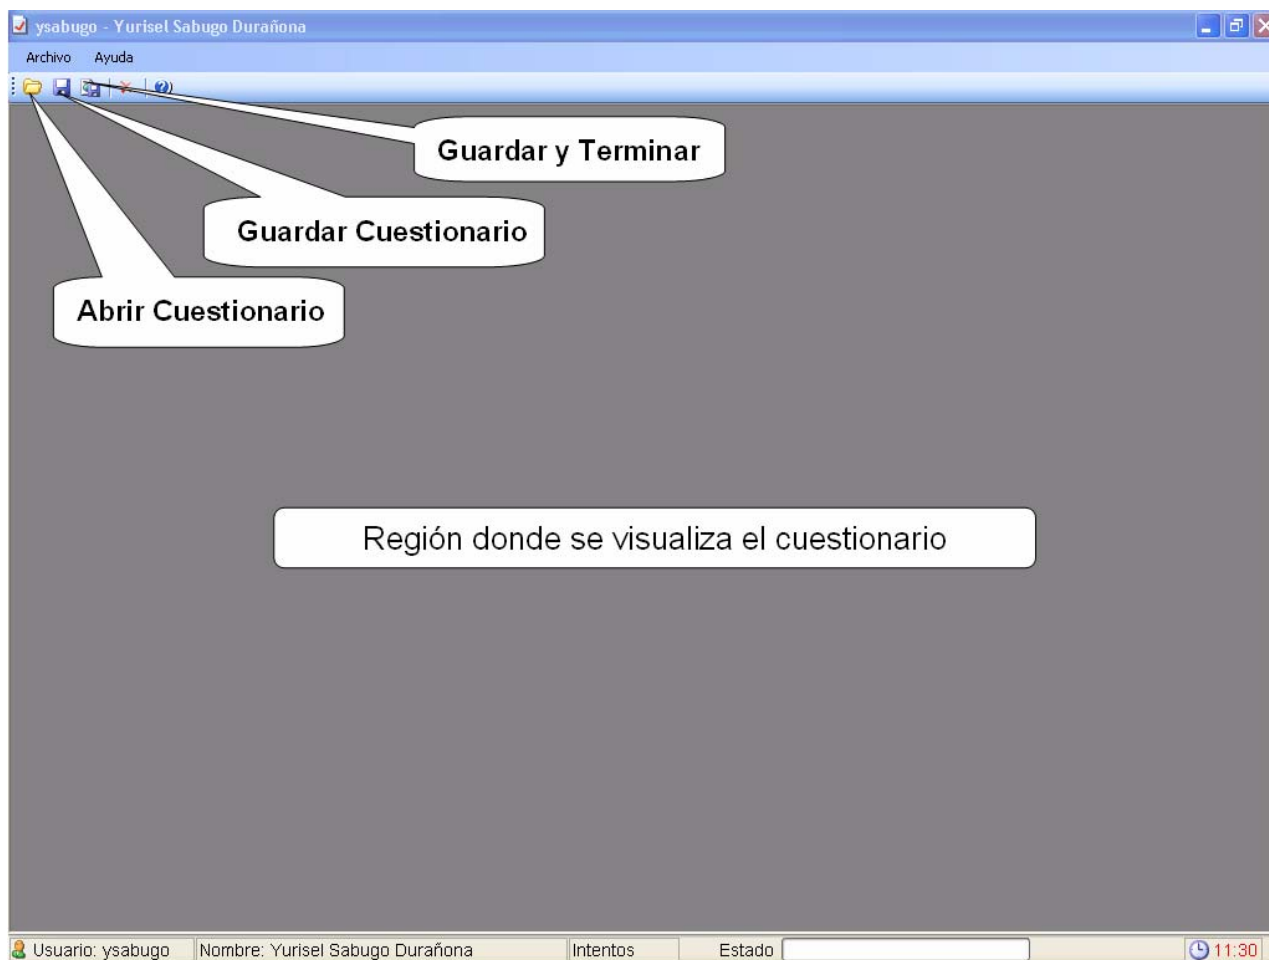 ysabugo - Yurisel Sabugo Durañona
Archivo Ayuda
Guardar y Terminar
Guardar Cuestionario
Abrir Cuestionario
Región donde se visualiza el cuestionario
Usuario: ysabugo Nombre: Yurisel Sabugo Durañona Intentos Estado 11:30